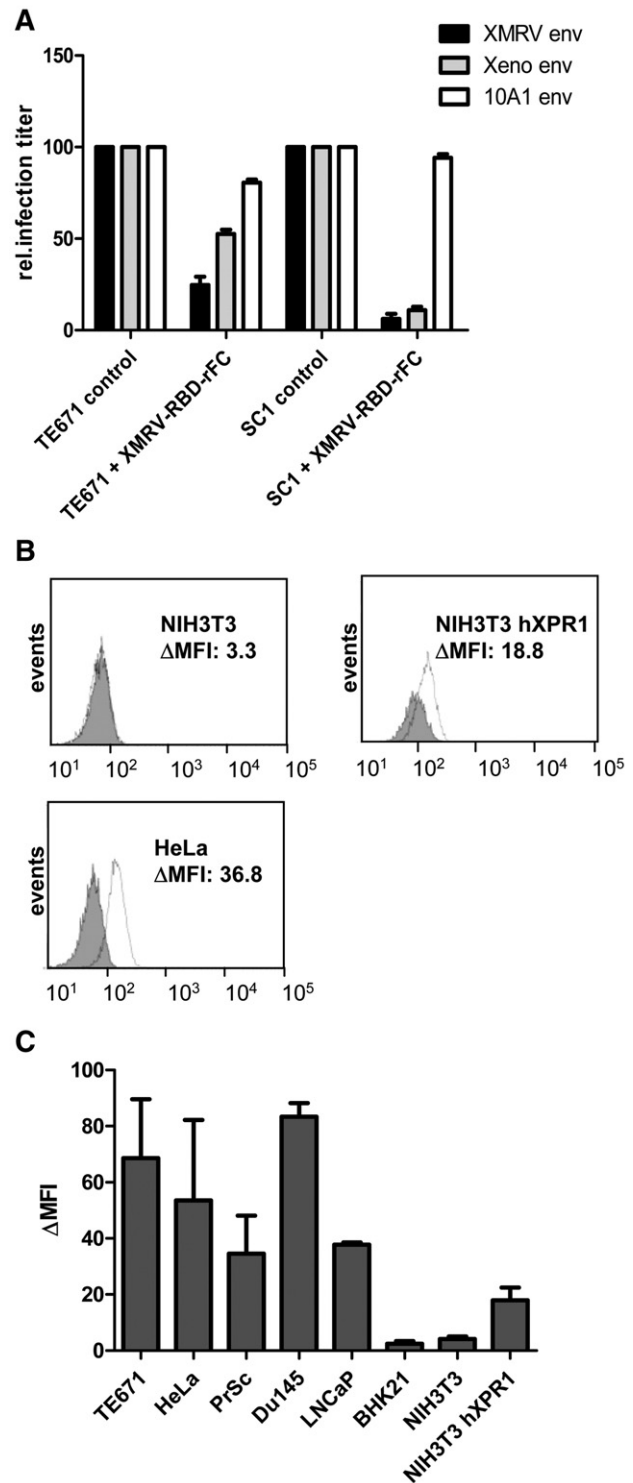 A
XMRV env
Xeno env
10A1 env
rel.infection titer
100
50
0
TE671 control
TE671 + XMRV-RBD-rFC
SC1 control
SC1 + XMRV-RBD-rFC
B
events
NIH3T3
ΔMFI: 3.3
10¹ 10² 10³ 10⁴ 10⁵
events
NIH3T3 hXPR1
ΔMFI: 18.8
10¹ 10² 10³ 10⁴ 10⁵
events
HeLa
ΔMFI: 36.8
10¹ 10² 10³ 10⁴ 10⁵
C
ΔMFI
100
80
60
40
20
0
TE671
HeLa
PrSc
Du145
LNCaP
BHK21
NIH3T3
NIH3T3 hXPR1